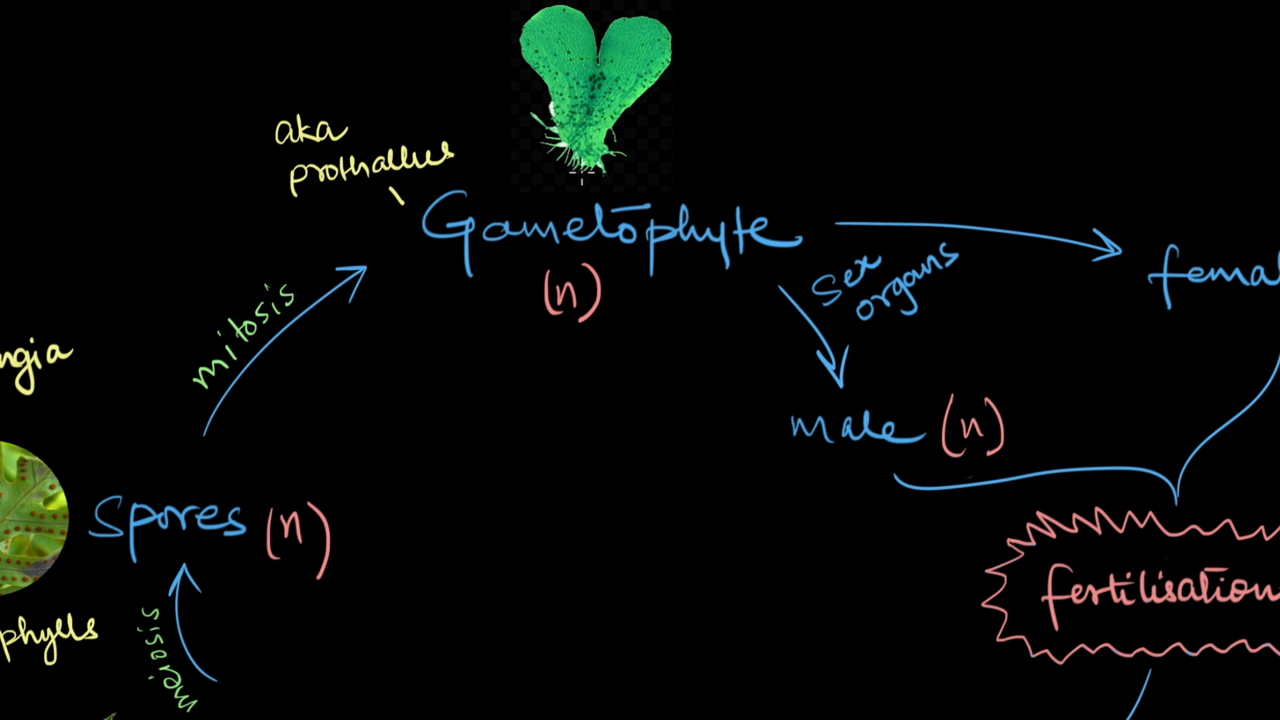 aka
prothallus
Gametophyte
(n)
sex
organs
femal
mitosis
ngia
male (n)
Spores (n)
fertilisation
phylls
meiosis